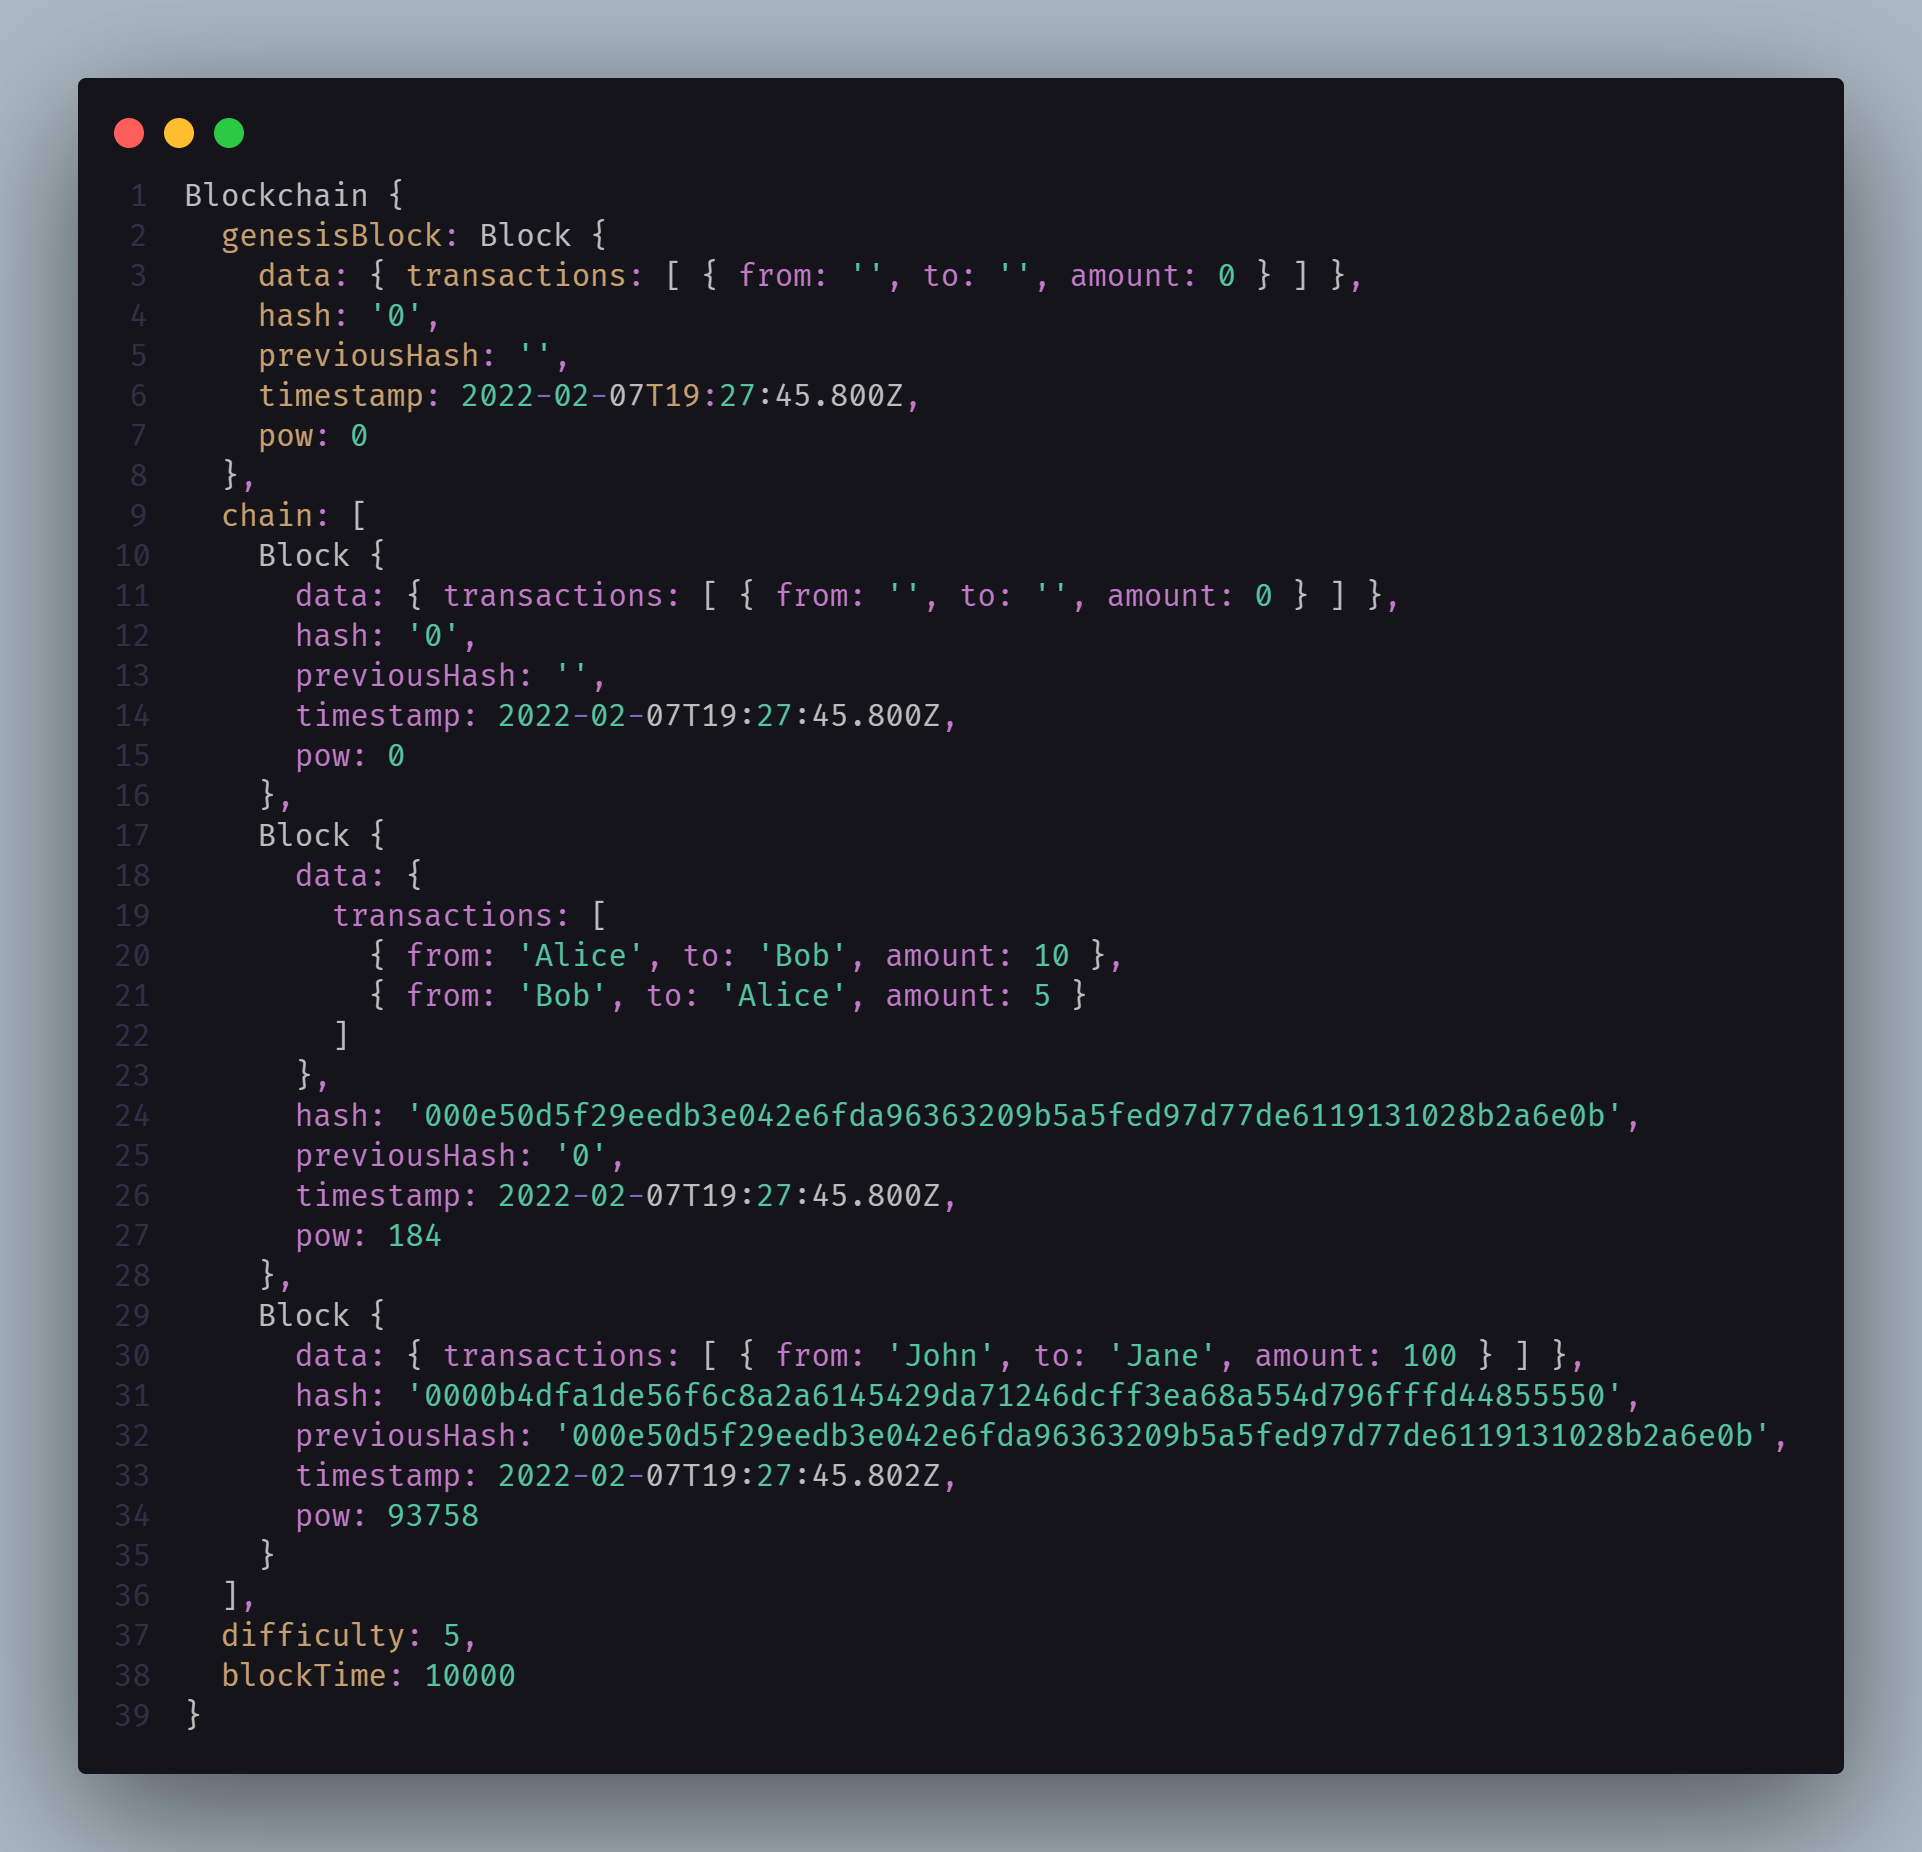 1 Blockchain {
2   genesisBlock: Block {
3     data: { transactions: [ { from: '', to: '', amount: 0 } ] },
4     hash: '0',
5     previousHash: '',
6     timestamp: 2022-02-07T19:27:45.800Z,
7     pow: 0
8   },
9   chain: [
10     Block {
11       data: { transactions: [ { from: '', to: '', amount: 0 } ] },
12       hash: '0',
13       previousHash: '',
14       timestamp: 2022-02-07T19:27:45.800Z,
15       pow: 0
16     },
17     Block {
18       data: {
19         transactions: [
20           { from: 'Alice', to: 'Bob', amount: 10 },
21           { from: 'Bob', to: 'Alice', amount: 5 }
22         ]
23       },
24       hash: '000e50d5f29eedb3e042e6fda96363209b5a5fed97d77de6119131028b2a6e0b',
25       previousHash: '0',
26       timestamp: 2022-02-07T19:27:45.800Z,
27       pow: 184
28     },
29     Block {
30       data: { transactions: [ { from: 'John', to: 'Jane', amount: 100 } ] },
31       hash: '0000b4dfa1de56f6c8a2a6145429da71246dcff3ea68a554d796fffd44855550',
32       previousHash: '000e50d5f29eedb3e042e6fda96363209b5a5fed97d77de6119131028b2a6e0b',
33       timestamp: 2022-02-07T19:27:45.802Z,
34       pow: 93758
35     }
36   ],
37   difficulty: 5,
38   blockTime: 10000
39 }